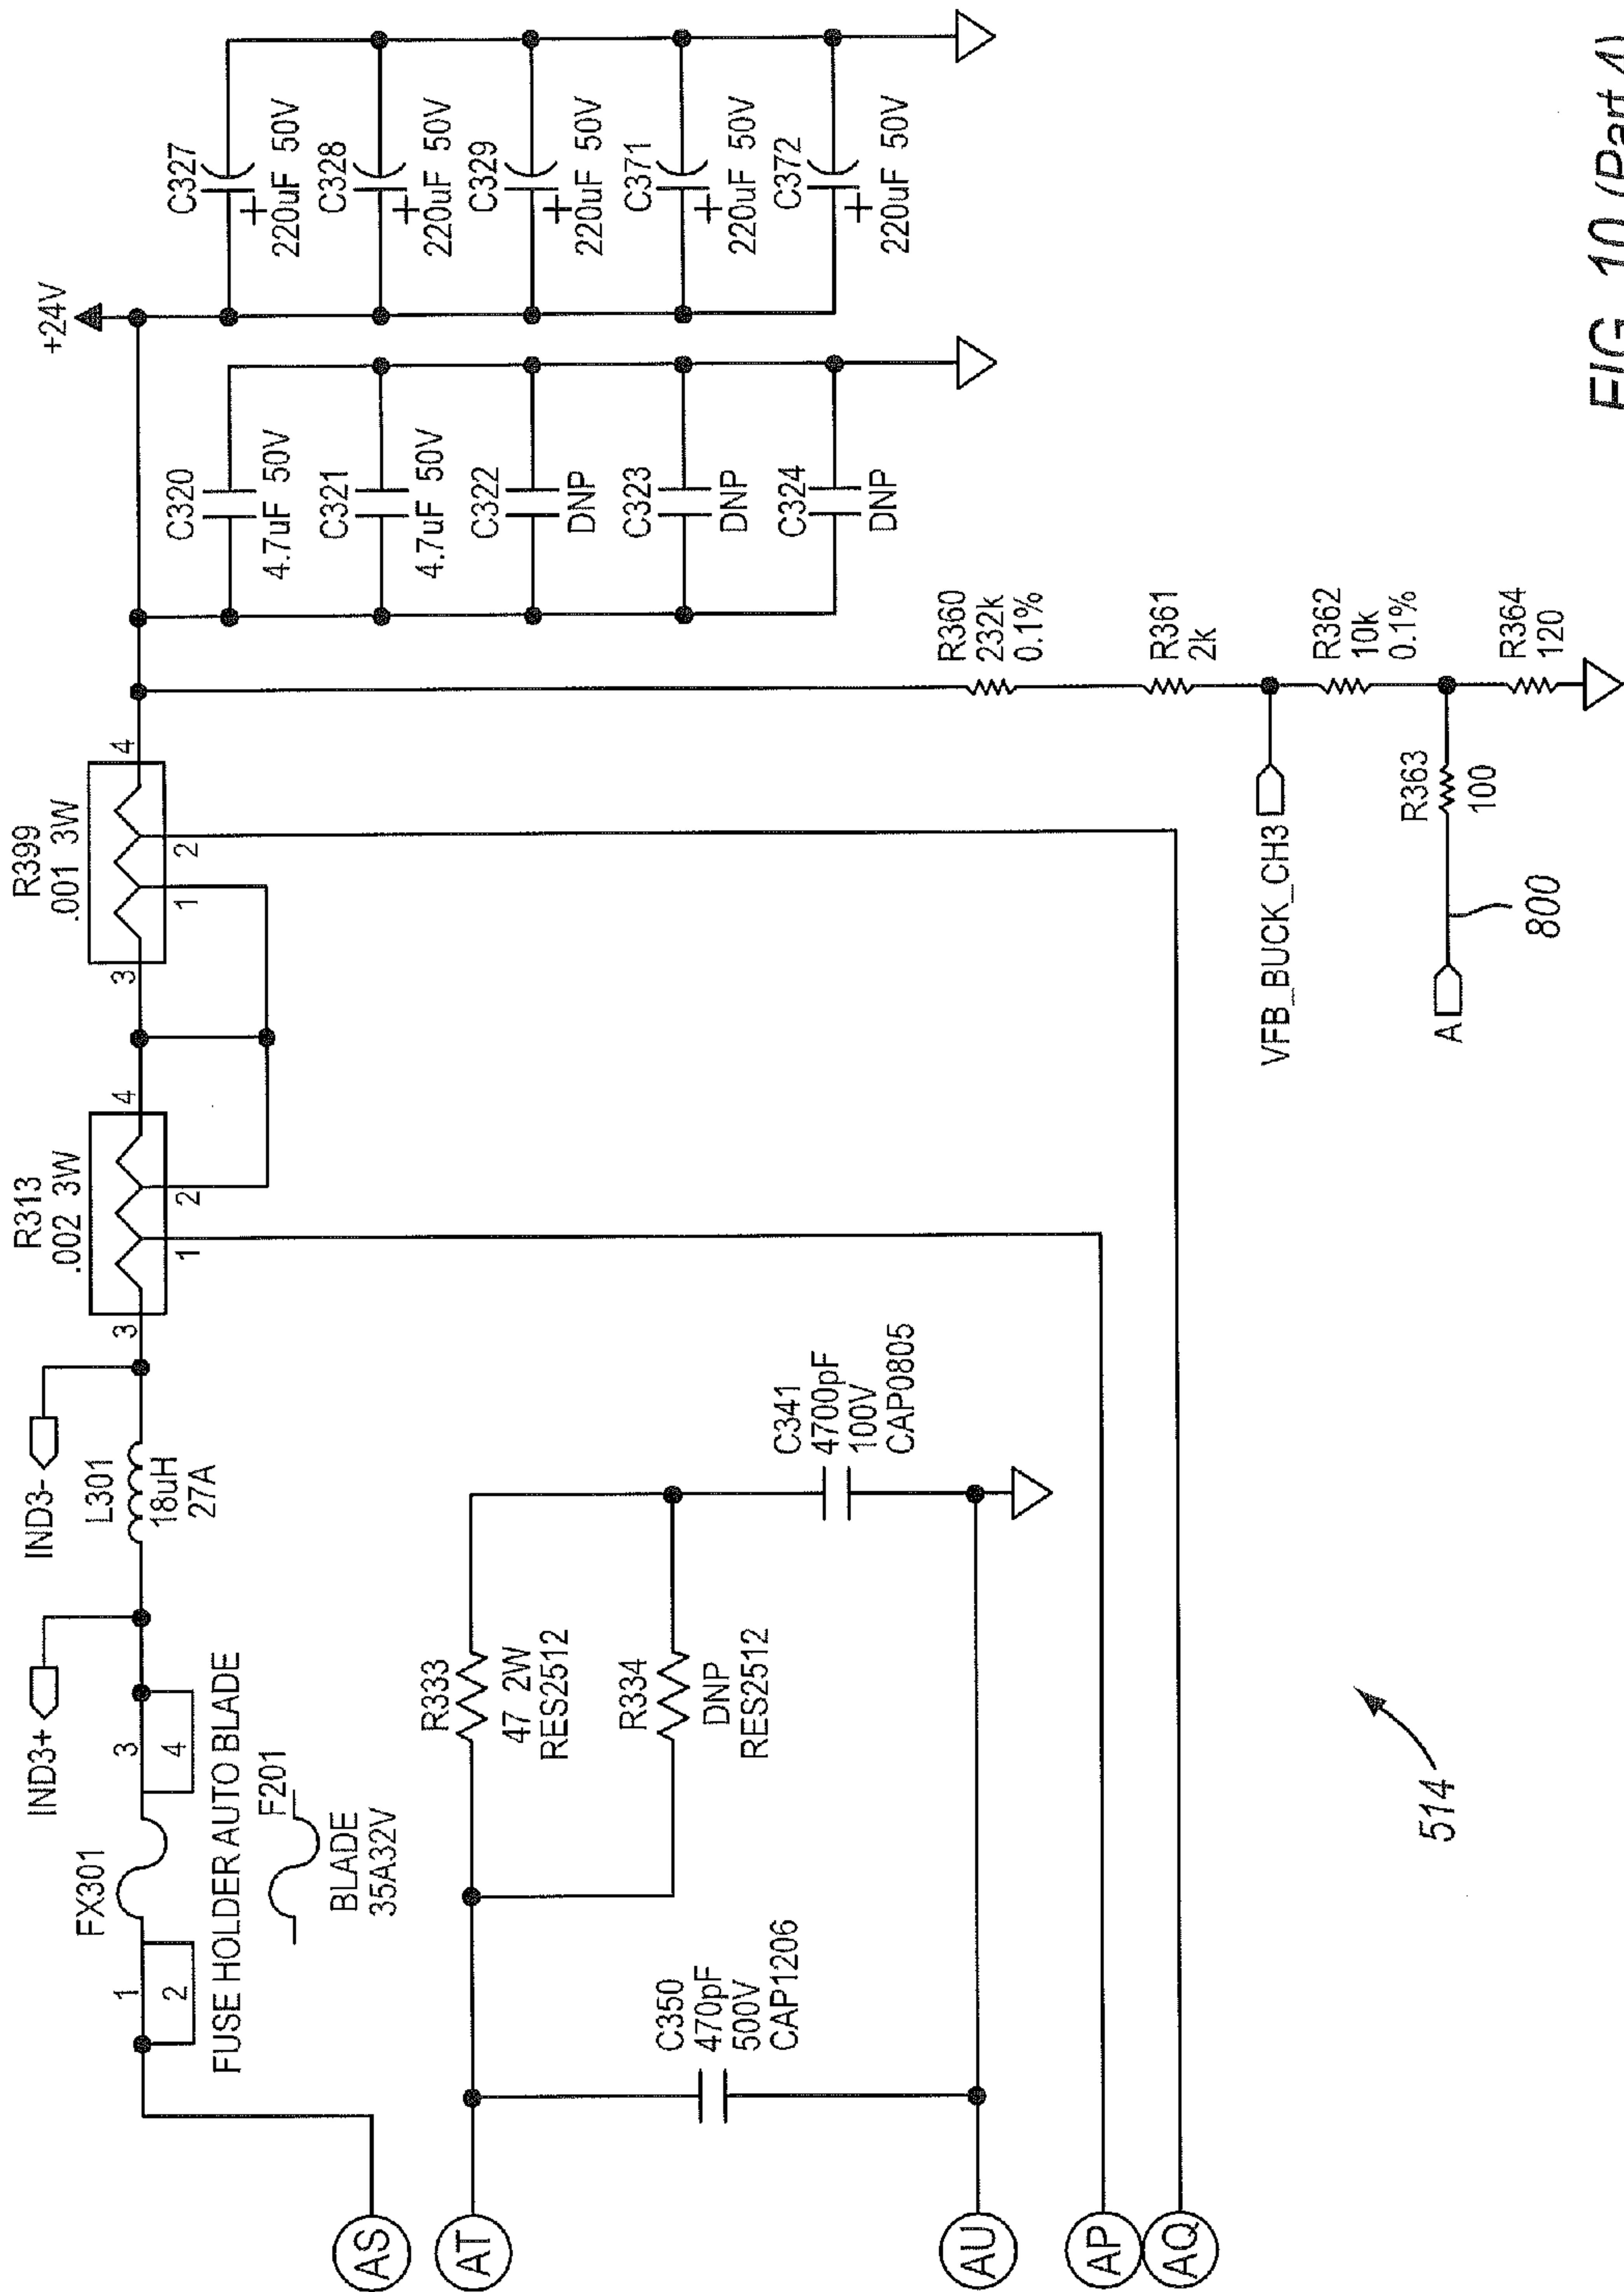 IND3+
IND3-
+24V
FX301
1
2
3
4
FUSE HOLDER AUTO BLADE
F201
BLADE
35A32V
L301
18uH
27A
R313
.002 3W
3
4
1
2
R399
.001 3W
3
4
1
2
C320
4.7uF 50V
C321
4.7uF 50V
C322
DNP
C323
DNP
C324
DNP
C327
+
220uF 50V
C328
+
220uF 50V
C329
+
220uF 50V
C371
+
220uF 50V
C372
+
220uF 50V
AS
AT
AU
AP
AQ
R333
47 2W
RES2512
R334
DNP
RES2512
C350
470pF
500V
CAP1206
C341
4700pF
100V
CAP0805
R360
232k
0.1%
R361
2k
VFB_BUCK_CH3
R362
10k
0.1%
R363
100
R364
120
A
800
514
FIG. 10 (Part 4)